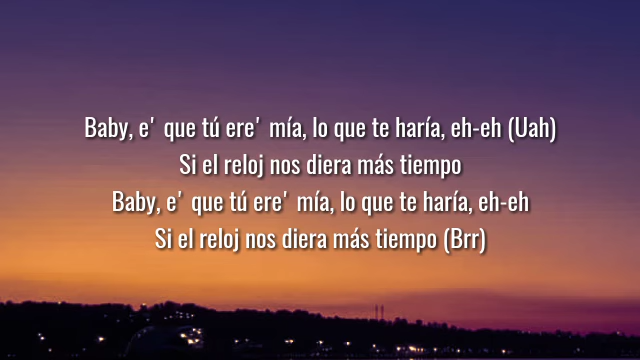 Baby, e' que tú ere' mía, lo que te haría, eh-eh (Uah)
Si el reloj nos diera más tiempo
Baby, e' que tú ere' mía, lo que te haría, eh-eh
Si el reloj nos diera más tiempo (Brr)